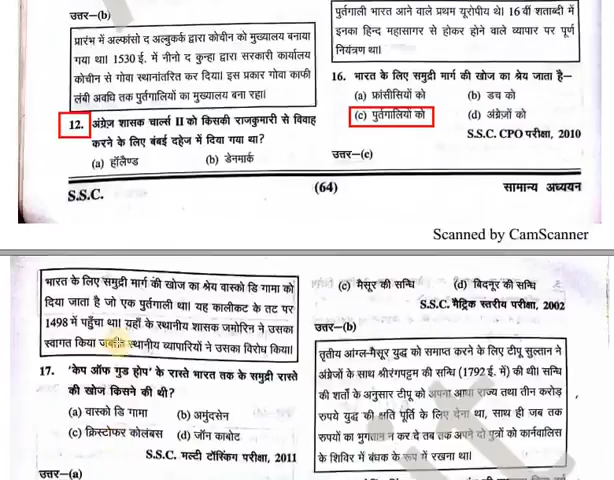 उत्तर–(b)
प्रारंभ में अल्फांसो द अल्बुकर्क द्वारा कोचीन को मुख्यालय बनाया
गया था। 1530 ई. में नीनो द कुन्हा द्वारा सरकारी कार्यालय
कोचीन से गोवा स्थानांतरित कर दिया। इस प्रकार गोवा काफी
लंबी अवधि तक पुर्तगालियों का मुख्यालय बना रहा।
12. अंग्रेज शासक चार्ल्स II को किसकी राजकुमारी से विवाह
करने के लिए बंबई दहेज में दिया गया था?
(a) हॉलैण्ड (b) डेनमार्क
पुर्तगाली भारत आने वाले प्रथम यूरोपीय थे। 16 वीं शताब्दी में
इनका हिन्द महासागर से होकर होने वाले व्यापार पर पूर्ण
नियंत्रण था।
16. भारत के लिए समुद्री मार्ग की खोज का श्रेय जाता है–
(a) फ्रांसीसियों को (b) डच को
(c) पुर्तगालियों को (d) अंग्रेजों को
S.S.C. CPO परीक्षा, 2010
उत्तर–(c)
S.S.C. (64) सामान्य अध्ययन
Scanned by CamScanner
भारत के लिए समुद्री मार्ग की खोज का श्रेय वास्को डि गामा को
दिया जाता है जो एक पुर्तगाली था। यह कालीकट के तट पर
1498 में पहुँचा था। यहाँ के स्थानीय शासक जमोरिन ने उसका
स्वागत किया जबकि स्थानीय व्यापारियों ने उसका विरोध किया।
17. 'केप ऑफ गुड होप' के रास्ते भारत तक के समुद्री रास्ते
की खोज किसने की थी?
(a) वास्को डि गामा (b) अमुंदसेन
(c) क्रिस्टोफर कोलंबस (d) जॉन काबोट
S.S.C. मल्टी टॉस्किंग परीक्षा, 2011
उत्तर–(a)
(c) मैसूर की सन्धि (d) बिदनूर की सन्धि
S.S.C. मैट्रिक स्तरीय परीक्षा, 2002
उत्तर–(b)
तृतीय आंग्ल-मैसूर युद्ध को समाप्त करने के लिए टीपू सुल्तान ने
अंग्रेजों के साथ श्रीरंगपट्टम की सन्धि (1792 ई. में) की थी। सन्धि
की शर्तों के अनुसार टीपू को अपना आधा राज्य तथा तीन करोड़
रुपये युद्ध की क्षति पूर्ति के लिए देना था, साथ ही जब तक
रुपयों का भुगतान न कर दे तब तक अपने दो पुत्रों को कार्नवालिस
के शिविर में बंधक के रूप में रखना था।